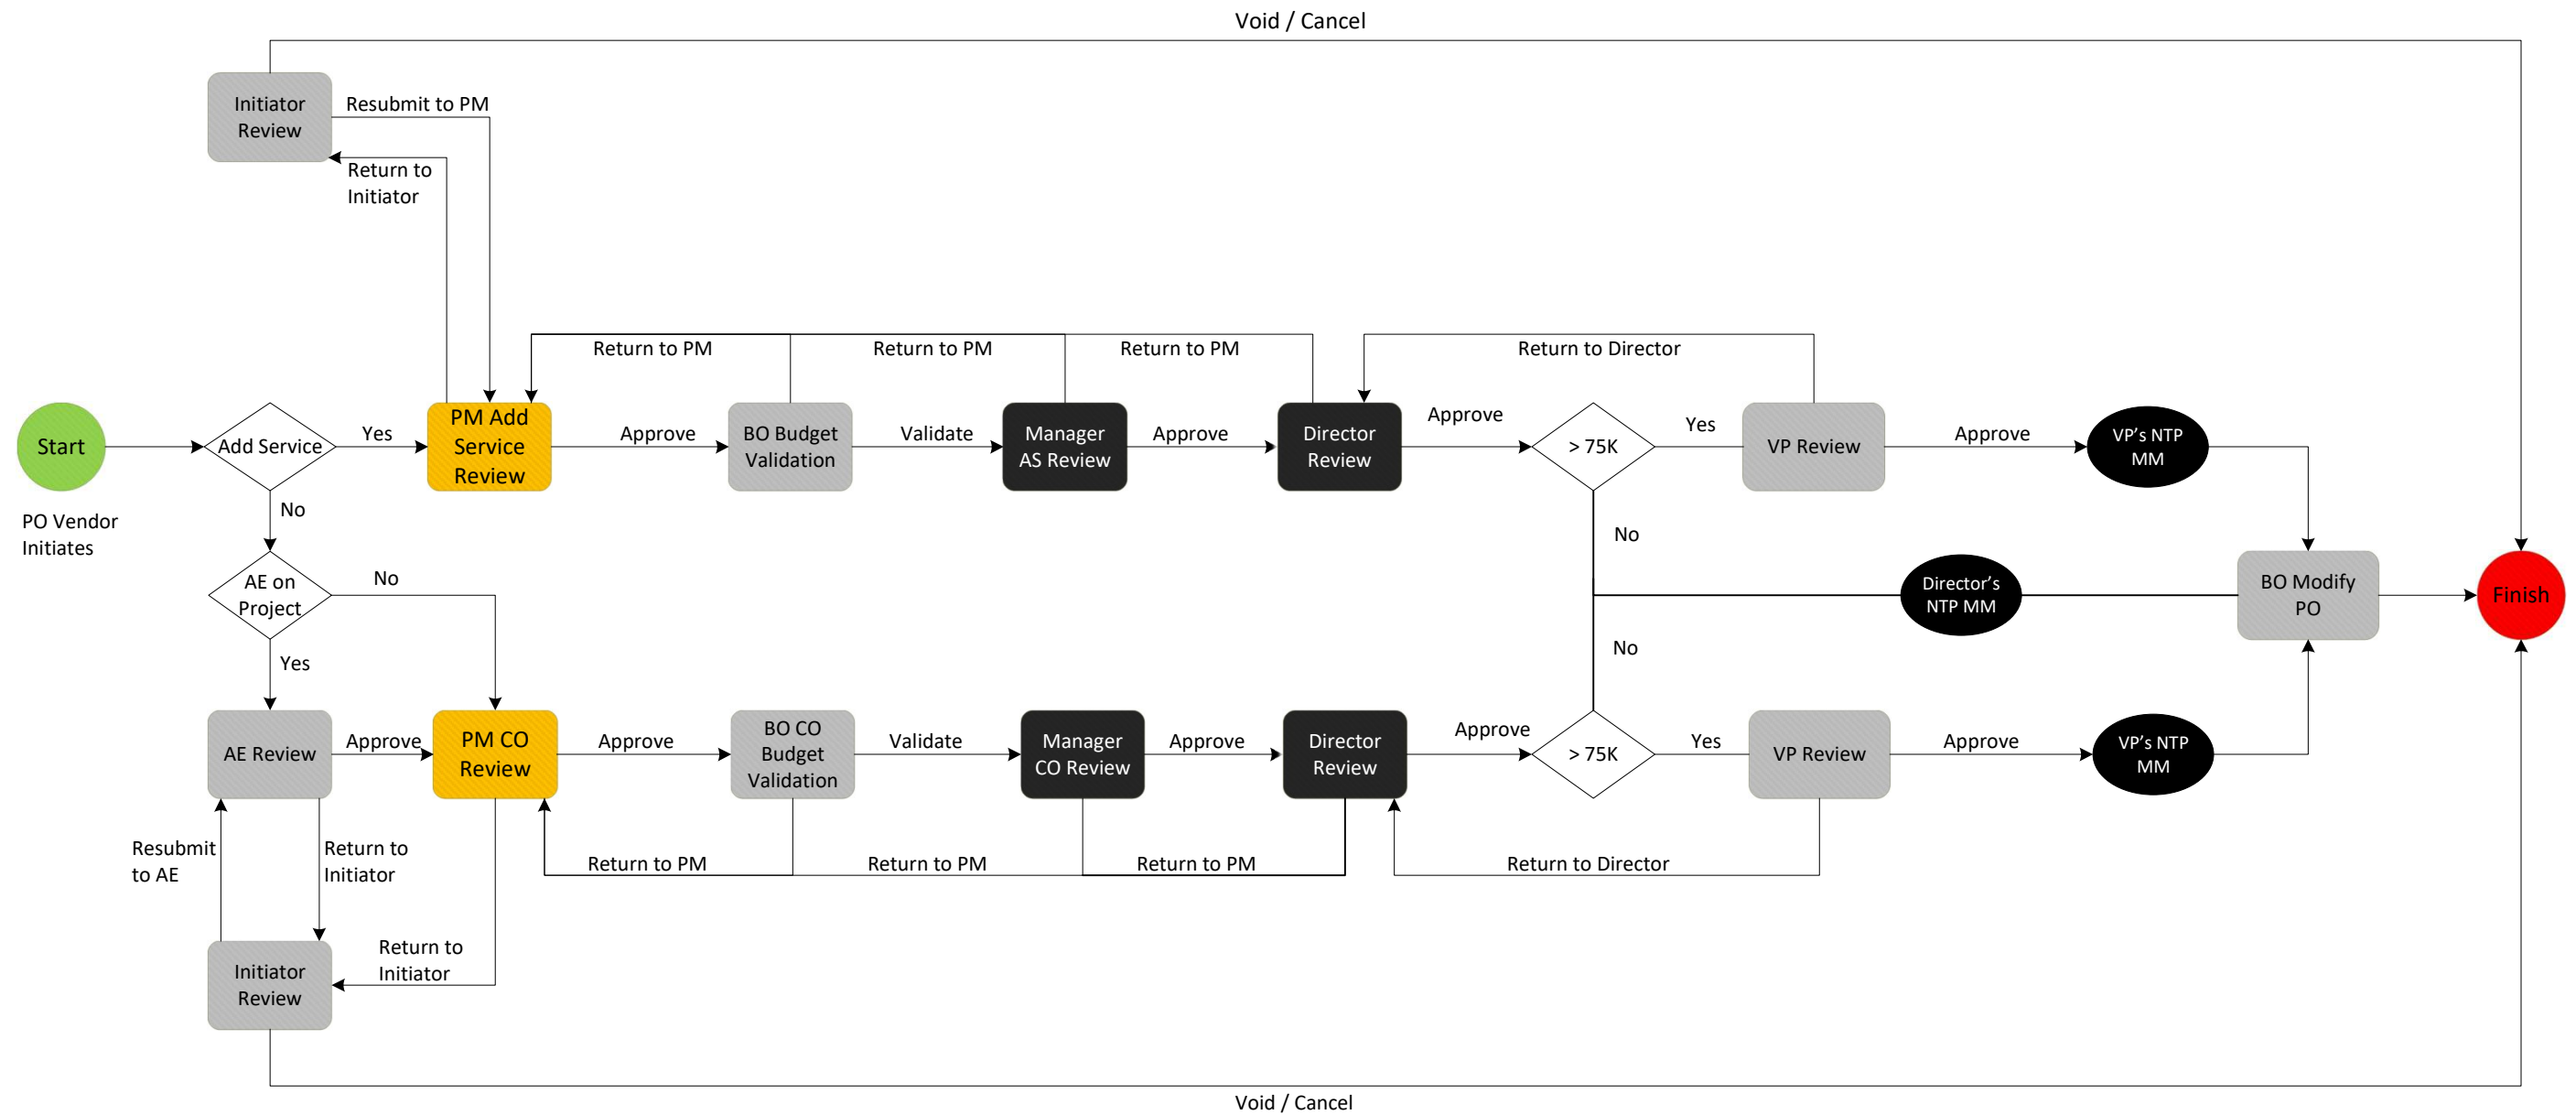 Void / Cancel
Initiator
Review
Resubmit to PM
Return to
Initiator
Return to PM
Return to PM
Return to PM
Return to Director
Start
PO Vendor
Initiates
Add Service
Yes
No
PM Add
Service
Review
Approve
BO Budget
Validation
Validate
Manager
AS Review
Approve
Director
Review
Approve
> 75K
Yes
No
VP Review
Approve
VP's NTP
MM
AE on
Project
No
Yes
Director's
NTP MM
BO Modify
PO
Finish
No
AE Review
Approve
PM CO
Review
Approve
BO CO
Budget
Validation
Validate
Manager
CO Review
Approve
Director
Review
Approve
> 75K
Yes
VP Review
Approve
VP's NTP
MM
Resubmit
to AE
Return to
Initiator
Return to PM
Return to PM
Return to PM
Return to Director
Initiator
Review
Return to
Initiator
Void / Cancel